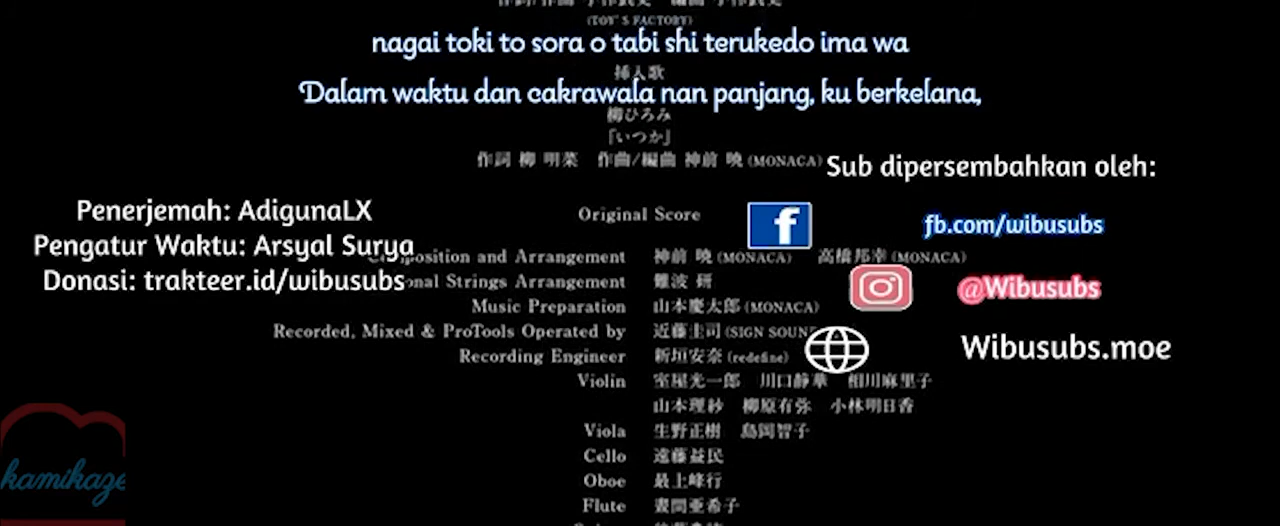 (TOY'S FACTORY)
nagai toki to sora o tabi shi terukedo ima wa
挿入歌
Dalam waktu dan cakrawala nan panjang, ku berkelana,
柳ひろみ
「いつか」
作詞 柳 明菜 作曲/編曲 神前 暁 (MONACA)
Sub dipersembahkan oleh:
Penerjemah: AdigunaLX
Original Score
fb.com/wibusubs
Pengatur Waktu: Arsyal Surya
and Arrangement 神前 暁 (MONACA) 高橋邦幸 (MONACA)
Donasi: trakteer.id/wibusubs
Strings Arrangement 難波 研
@Wibusubs
Music Preparation 山本慶太郎 (MONACA)
Recorded, Mixed & ProTools Operated by 近藤圭司 (SIGN
Wibusubs.moe
Recording Engineer 新垣安奈 (redefine)
Violin 室屋光一郎 川口静華 相川麻里子
山本理紗 柳原有弥 小林明日香
Viola 生野正樹 島岡智子
Cello 遠藤益民
Oboe 最上峰行
Flute
kamikaze